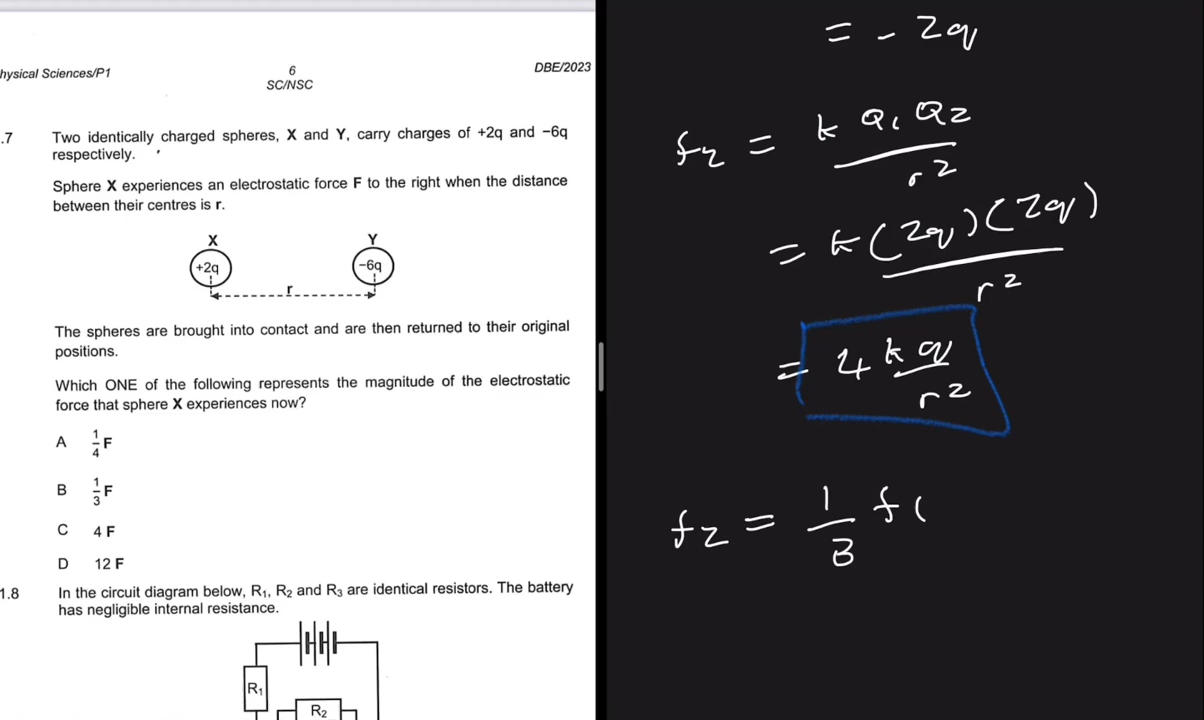 hysical Sciences/P1
6
SC/NSC
DBE/2023
.7
Two identically charged spheres, X and Y, carry charges of +2q and −6q
respectively.
Sphere X experiences an electrostatic force F to the right when the distance
between their centres is r.
X
Y
+2q
−6q
r
The spheres are brought into contact and are then returned to their original
positions.
Which ONE of the following represents the magnitude of the electrostatic
force that sphere X experiences now?
A 1/4 F
B 1/3 F
C 4 F
D 12 F
1.8
In the circuit diagram below, R₁, R₂ and R₃ are identical resistors. The battery
has negligible internal resistance.
R₁
R₂
= - 2q
f2 = k Q1 Q2 / r²
= k (2q)(2q) / r²
= 4 k q / r²
f2 = 1/3 f(